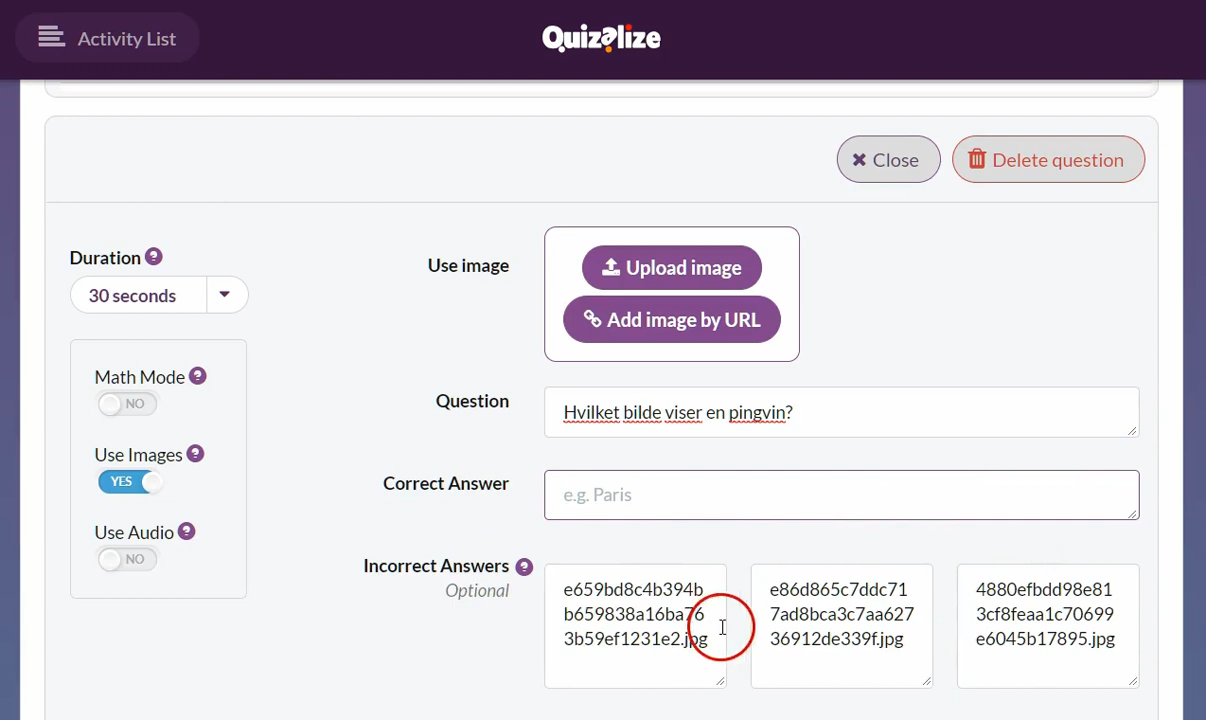 Activity List
Quizalize
Close
Delete question
Duration ?
30 seconds
Math Mode ?
NO
Use Images ?
YES
Use Audio ?
NO
Use image
Upload image
Add image by URL
Question
Hvilket bilde viser en pingvin?
Correct Answer
e.g. Paris
Incorrect Answers ?
Optional
e659bd8c4b394b
b659838a16ba76
3b59ef1231e2.jpg
e86d865c7ddc71
7ad8bca3c7aa627
36912de339f.jpg
4880efbdd98e81
3cf8feaa1c70699
e6045b17895.jpg